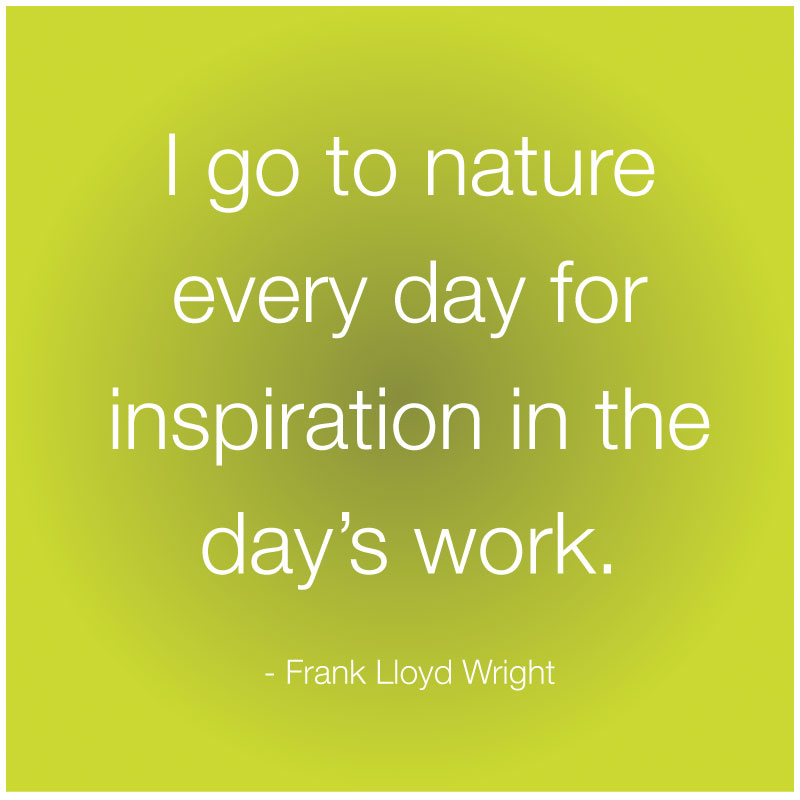 I go to nature
every day for
inspiration in the
day’s work.
- Frank Lloyd Wright